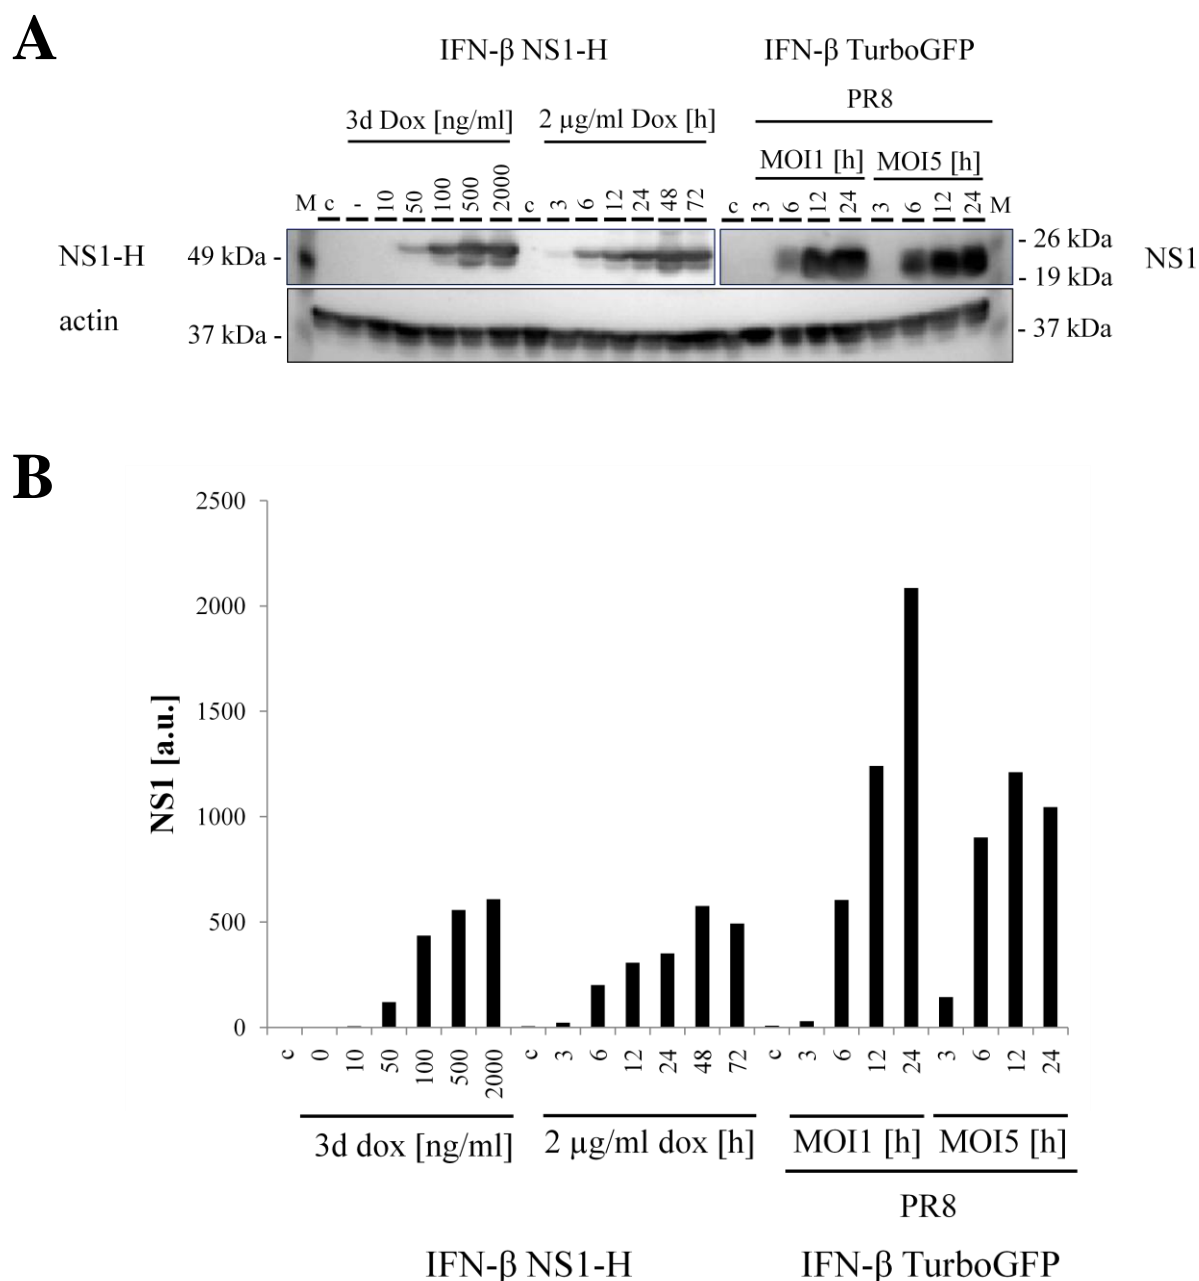 A
IFN-β NS1-H IFN-β TurboGFP
PR8
3d Dox [ng/ml] 2 µg/ml Dox [h]
MOI1 [h] MOI5 [h]
M c - 10 50 100 500 2000 c 3 6 12 24 48 72 c 3 6 12 24 3 6 12 24 M
NS1-H 49 kDa - - 26 kDa NS1
- 19 kDa
actin 37 kDa - - 37 kDa
B
2500
2000
1500
1000
500
0
NS1 [a.u.]
c 0 10 50 100 500 2000 c 3 6 12 24 48 72 c 3 6 12 24 3 6 12 24
3d dox [ng/ml] 2 µg/ml dox [h] MOI1 [h] MOI5 [h]
PR8
IFN-β NS1-H IFN-β TurboGFP